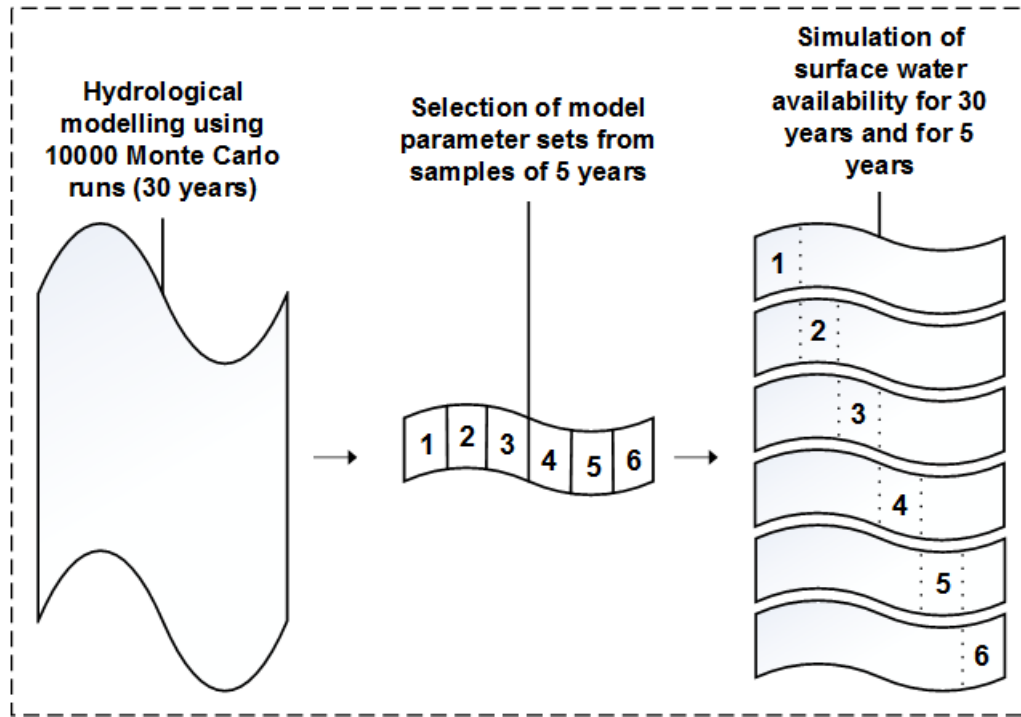 Hydrological
modelling using
10000 Monte Carlo
runs (30 years)
Selection of model
parameter sets from
samples of 5 years
Simulation of
surface water
availability for 30
years and for 5
years
1
2
3
4
5
6
1
2
3
4
5
6